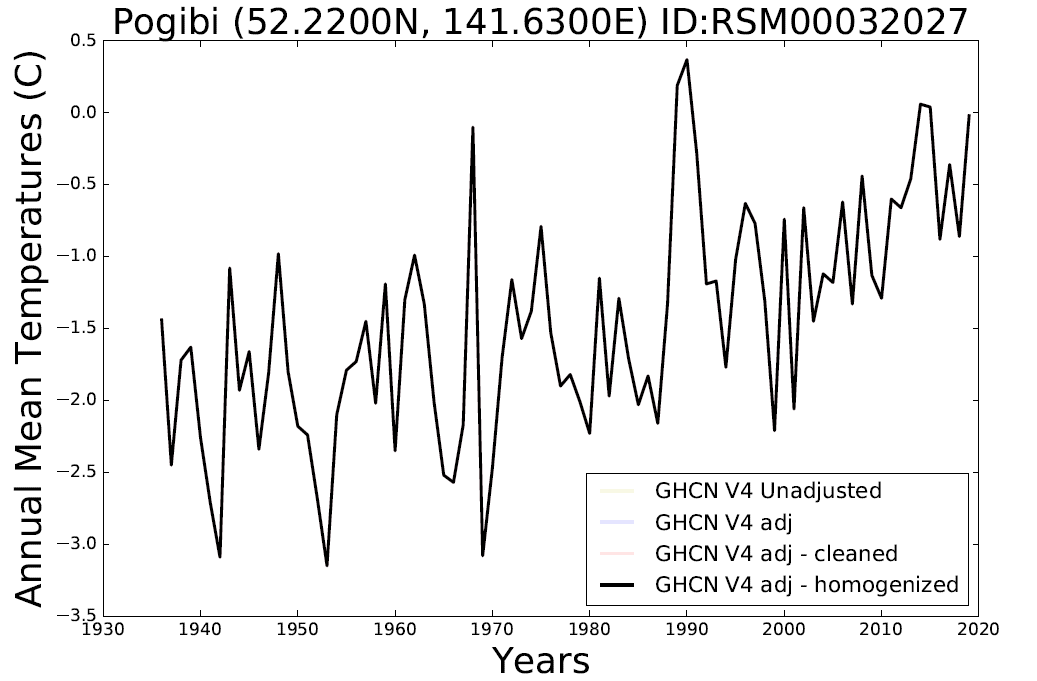 Pogibi (52.2200N, 141.6300E) ID:RSM00032027
Annual Mean Temperatures (C)
0.5
0.0
−0.5
−1.0
−1.5
−2.0
−2.5
−3.0
−3.5
GHCN V4 Unadjusted
GHCN V4 adj
GHCN V4 adj - cleaned
GHCN V4 adj - homogenized
1930 1940 1950 1960 1970 1980 1990 2000 2010 2020
Years